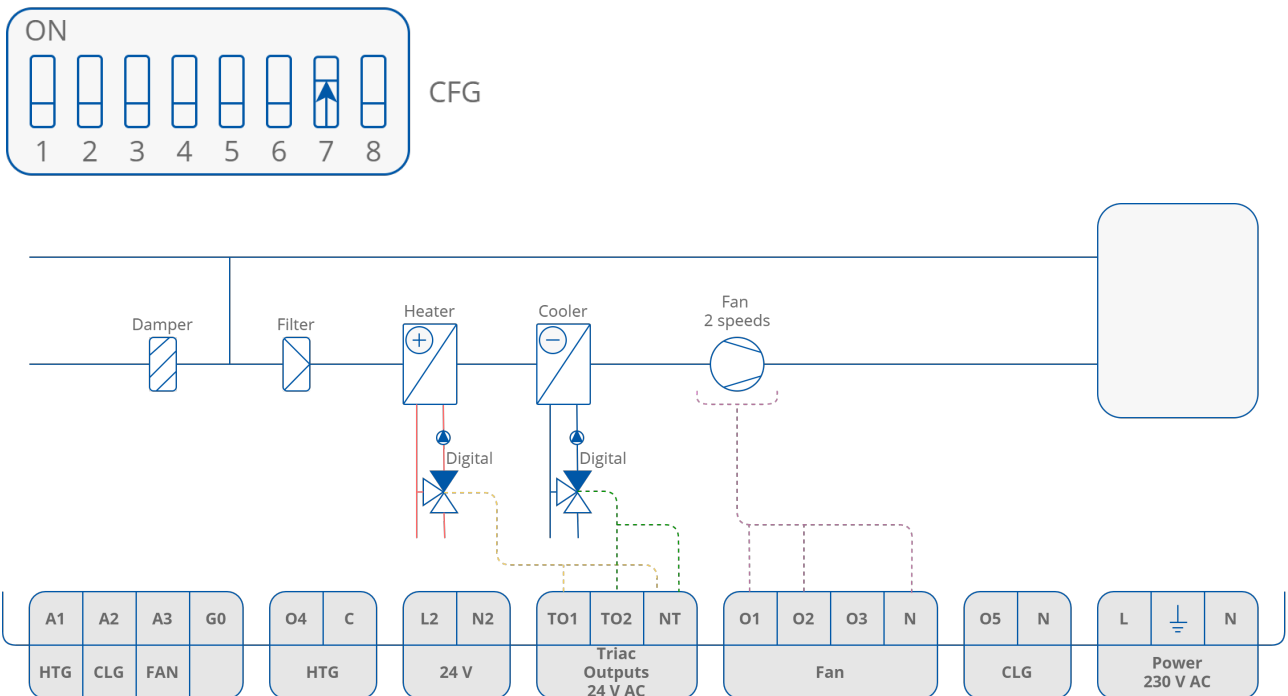 ON
CFG
1 2 3 4 5 6 7 8
Fan
2 speeds
Heater
Cooler
Damper
Filter
Digital
Digital
A1 A2 A3 G0
O4 C
L2 N2
TO1 TO2 NT
O1 O2 O3 N
O5 N
L N
HTG CLG FAN
HTG
24 V
Triac
Outputs
24 V AC
Fan
CLG
Power
230 V AC